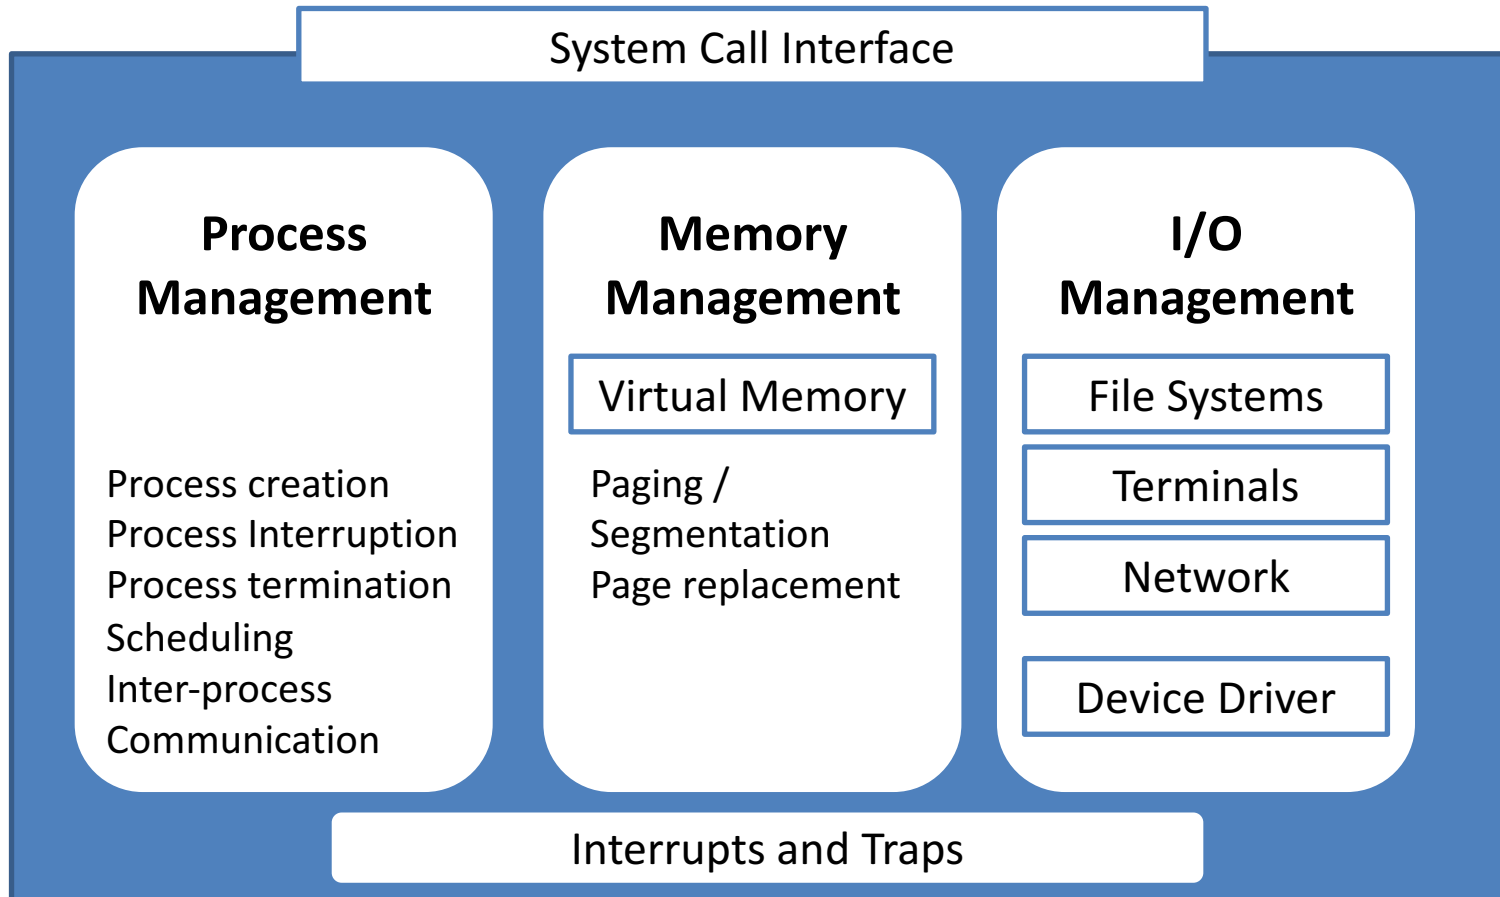 System Call Interface
Process
Management
Process creation
Process Interruption
Process termination
Scheduling
Inter-process
Communication
Memory
Management
Virtual Memory
Paging /
Segmentation
Page replacement
I/O
Management
File Systems
Terminals
Network
Device Driver
Interrupts and Traps